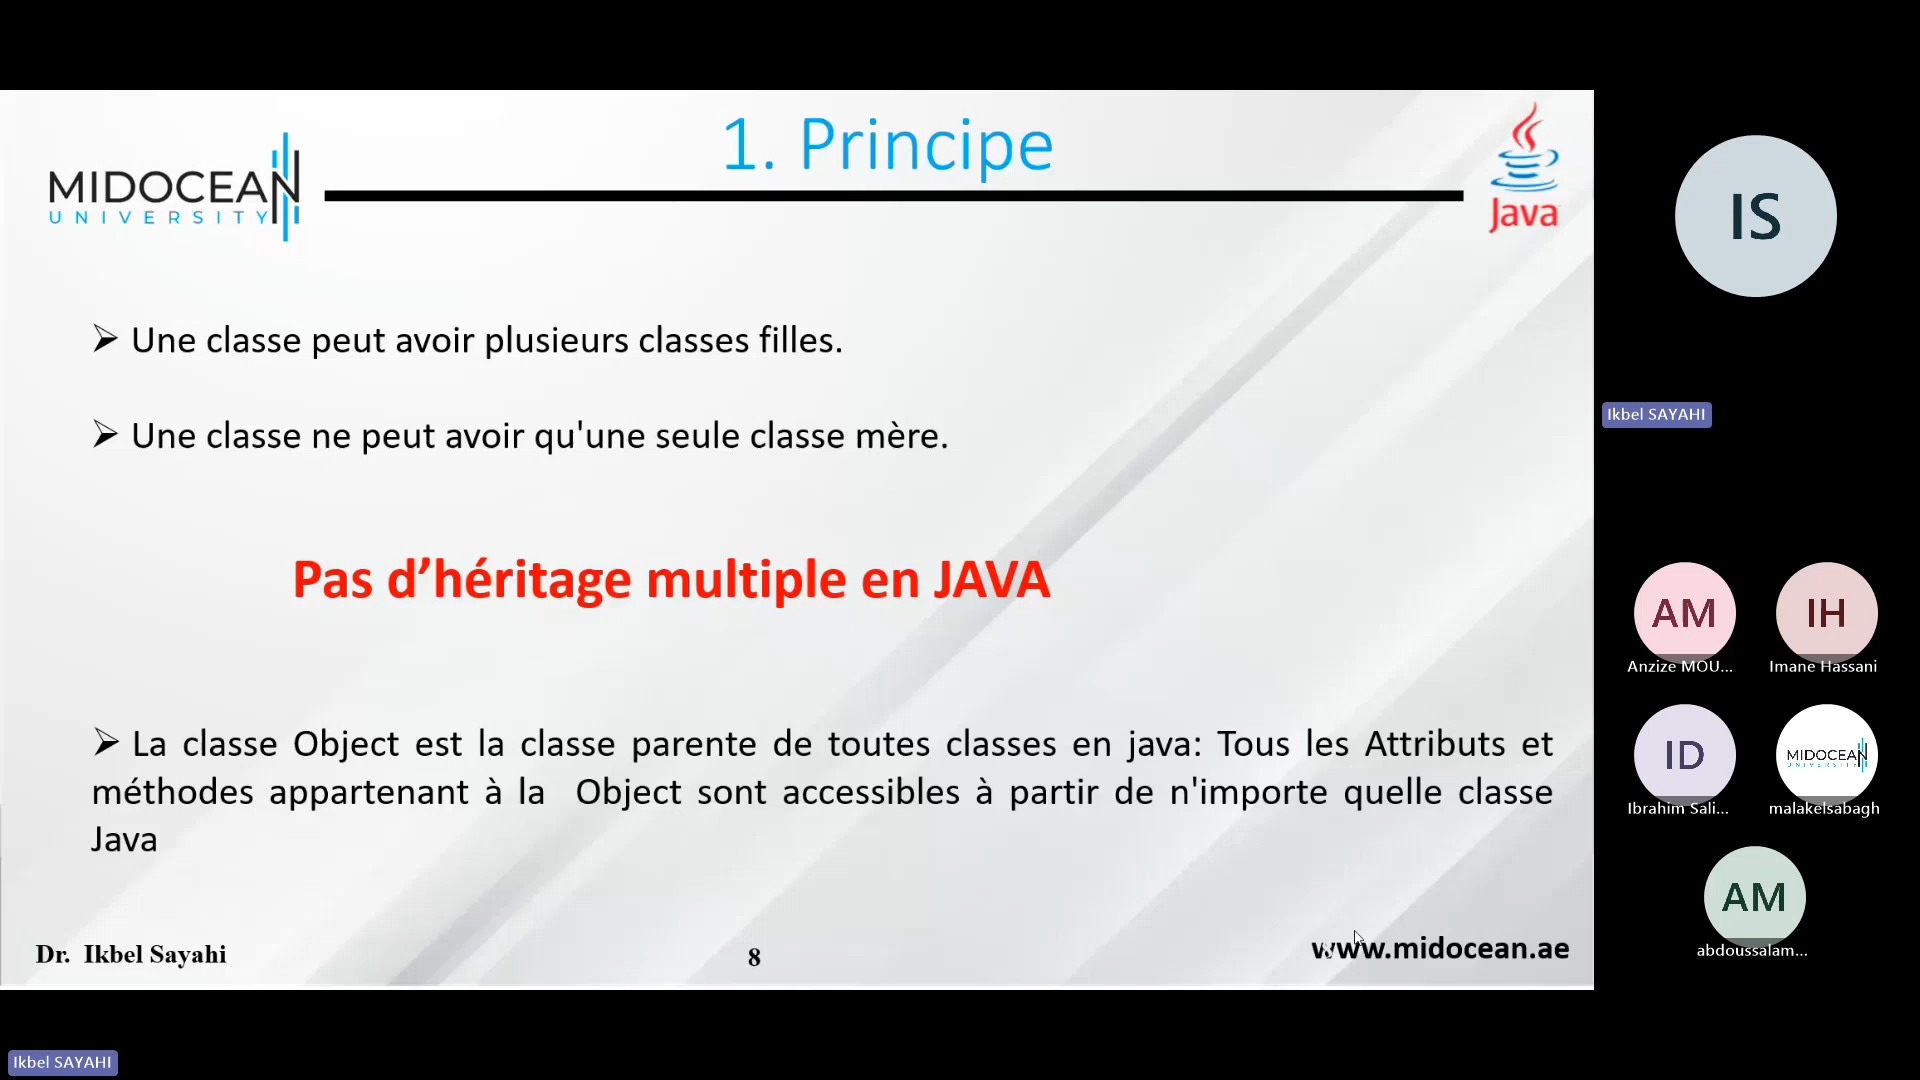 1. Principe
MIDOCEAN
UNIVERSITY
Java
➢ Une classe peut avoir plusieurs classes filles.
➢ Une classe ne peut avoir qu'une seule classe mère.
Pas d’héritage multiple en JAVA
➢ La classe Object est la classe parente de toutes classes en java: Tous les Attributs et
méthodes appartenant à la Object sont accessibles à partir de n'importe quelle classe
Java
Dr. Ikbel Sayahi
8
www.midocean.ae
IS
Ikbel SAYAHI
AM
Anzize MOU...
IH
Imane Hassani
ID
Ibrahim Sali...
MIDOCEAN
UNIVERSITY
malakelsabagh
AM
abdoussalam...
Ikbel SAYAHI